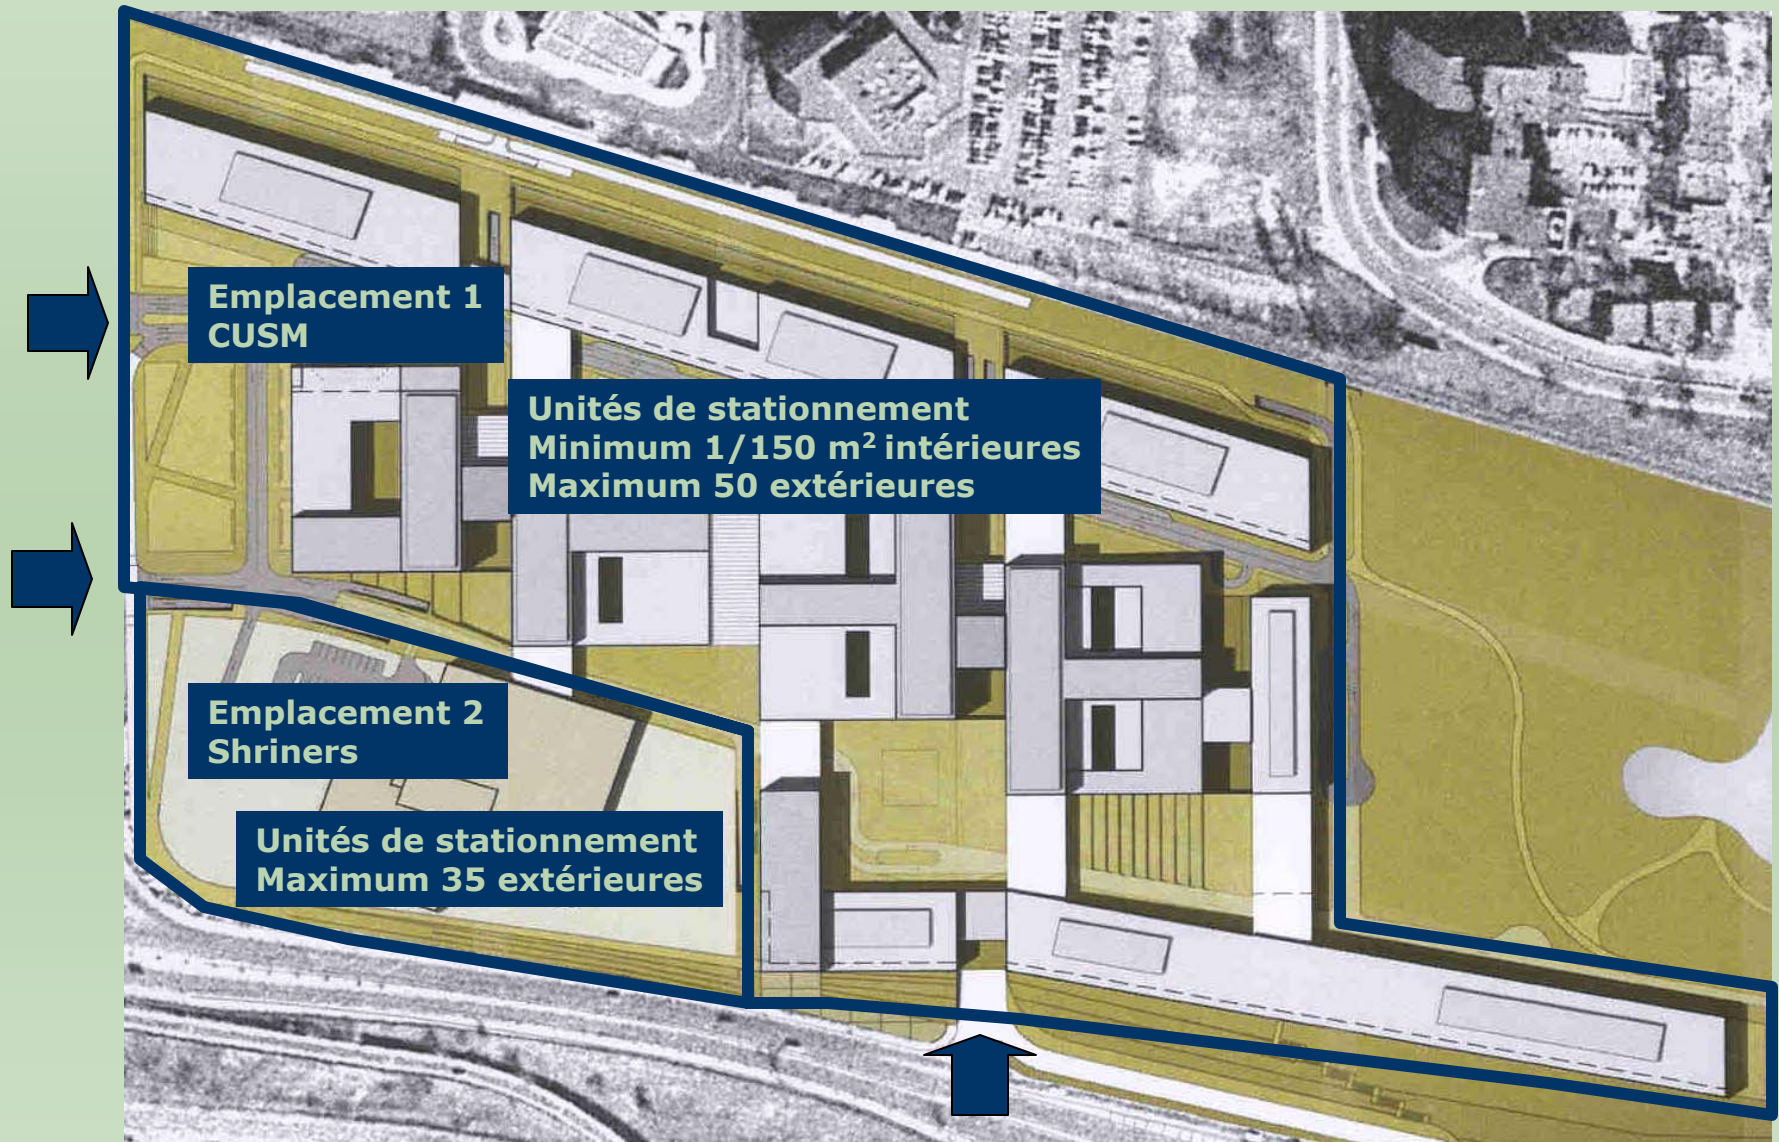 Emplacement 1
CUSM
Unités de stationnement
Minimum 1/150 m² intérieures
Maximum 50 extérieures
Emplacement 2
Shriners
Unités de stationnement
Maximum 35 extérieures